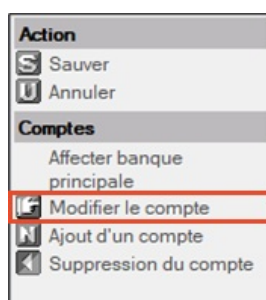 Action
S Sauver
U Annuler
Comptes
Affecter banque
principale
Modifier le compte
N Ajout d'un compte
Suppression du compte